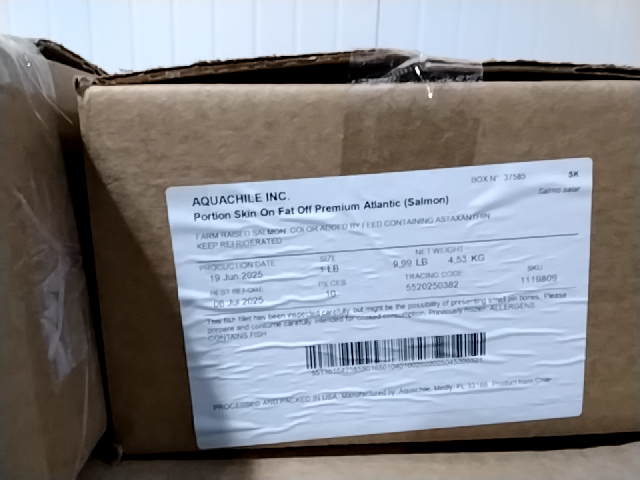 BOX N° 37585 SK
AQUACHILE INC. Salmo salar
Portion Skin On Fat Off Premium Atlantic (Salmon)
FARM RAISED SALMON. COLOR ADDED BY FEED CONTAINING ASTAXANTHIN
KEEP REFRIGERATED
PRODUCTION DATE SIZE NET WEIGHT
19 Jun 2025 1 LB 9.99 LB 4.53 KG
BEST BEFORE PIECES TRACING CODE SKU
06 Jul 2025 10 5520250382 1119809
This fish fillet has been inspected carefully, but might be the possibility of presenting small pin bones. Please
prepare and consume carefully. Intended for cooked consumption. Previously frozen. ALLERGENS:
CONTAINS FISH
PROCESSED AND PACKED IN USA. Manufactured by: Aquachile, Medly, FL 33166. Product from Chile